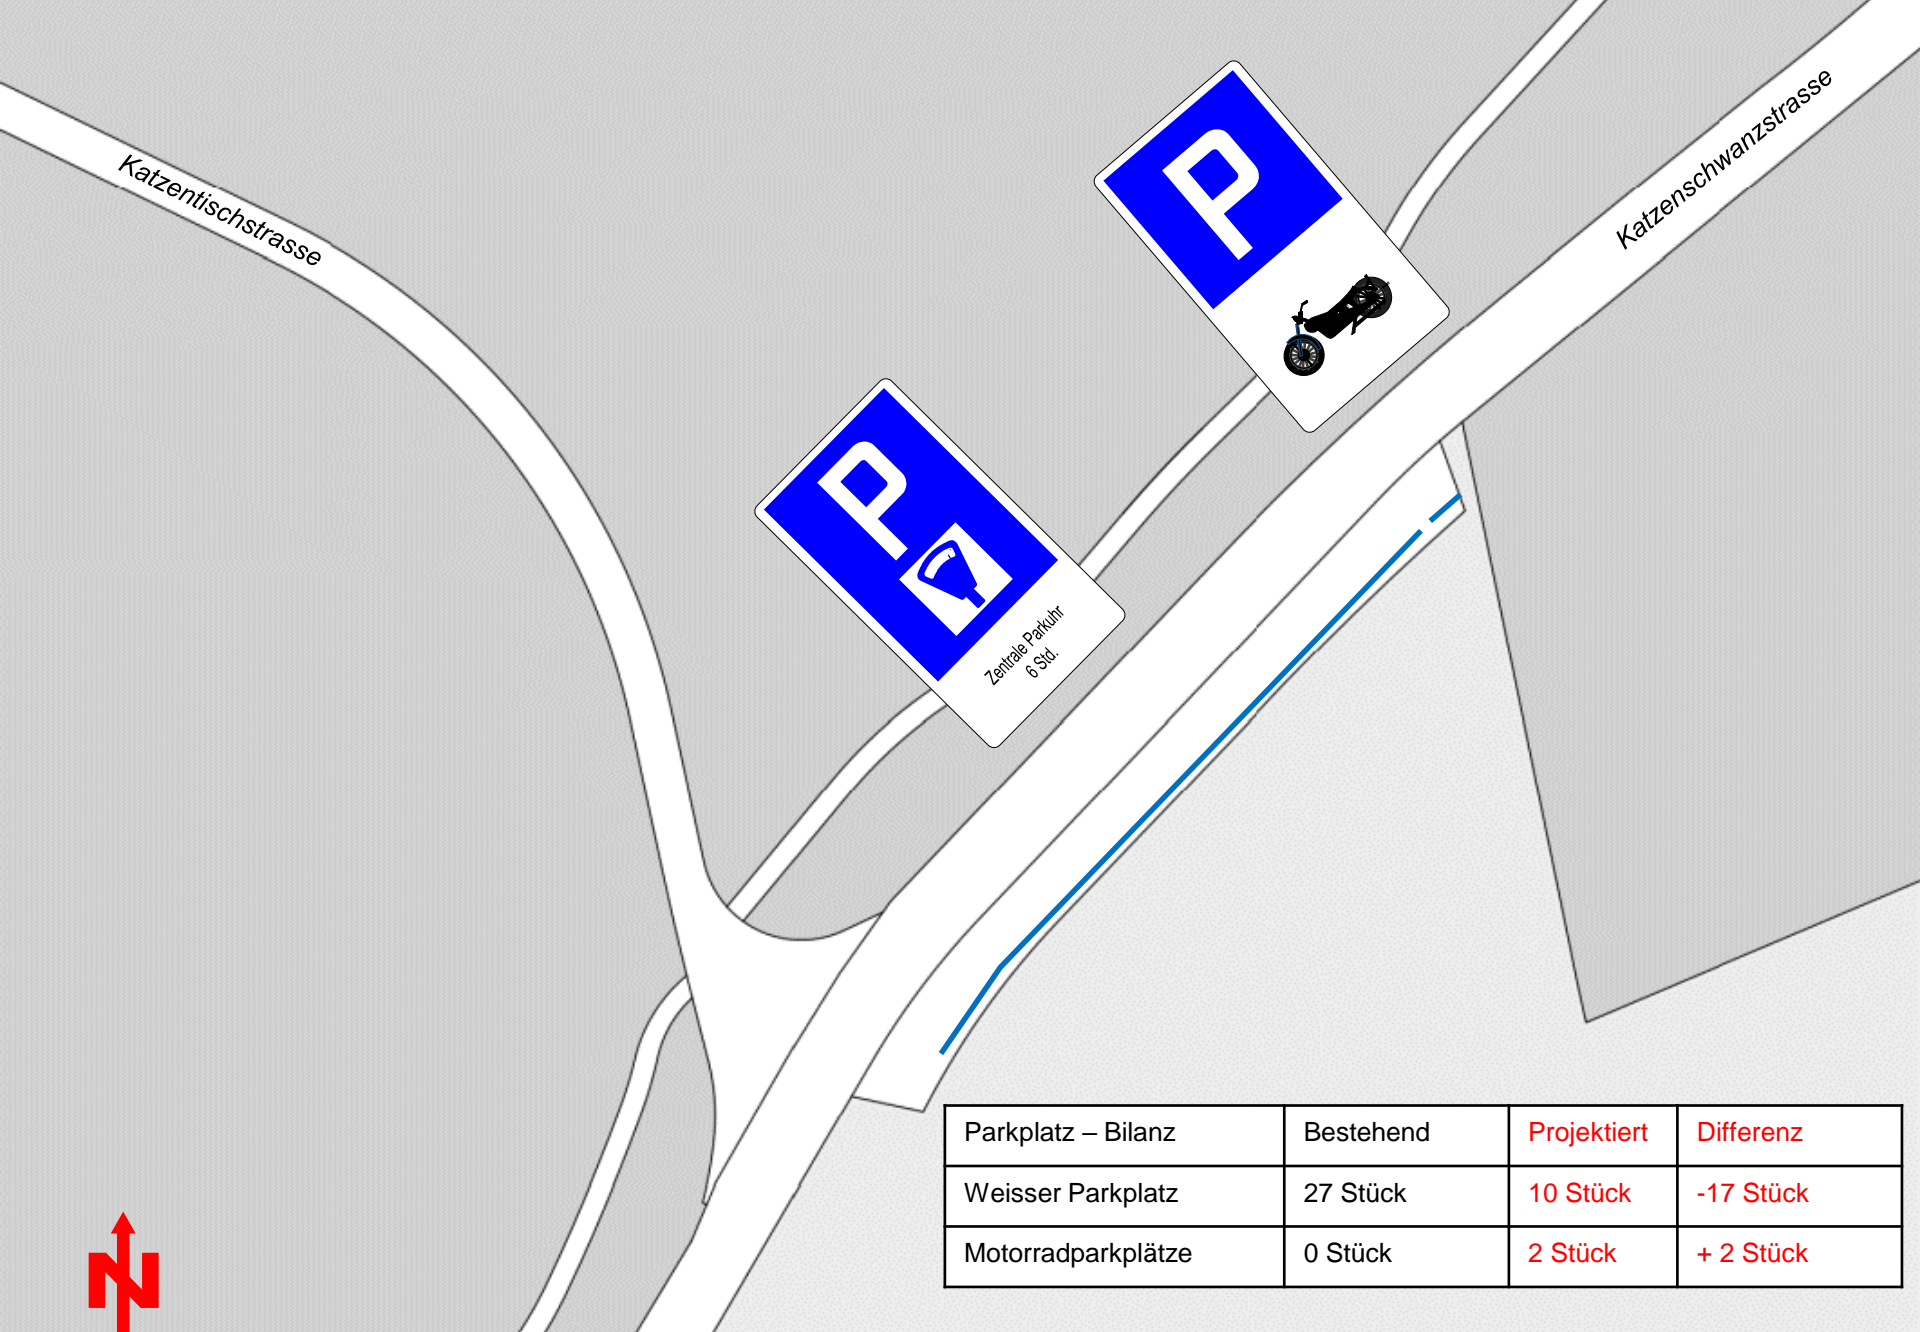 Katzentischstrasse
Katzenschwanzstrasse
P
P
Zentrale Parkuhr
6 Std.
Parkplatz – Bilanz Bestehend Projektiert Differenz
Weisser Parkplatz 27 Stück 10 Stück -17 Stück
Motorradparkplätze 0 Stück 2 Stück + 2 Stück
N